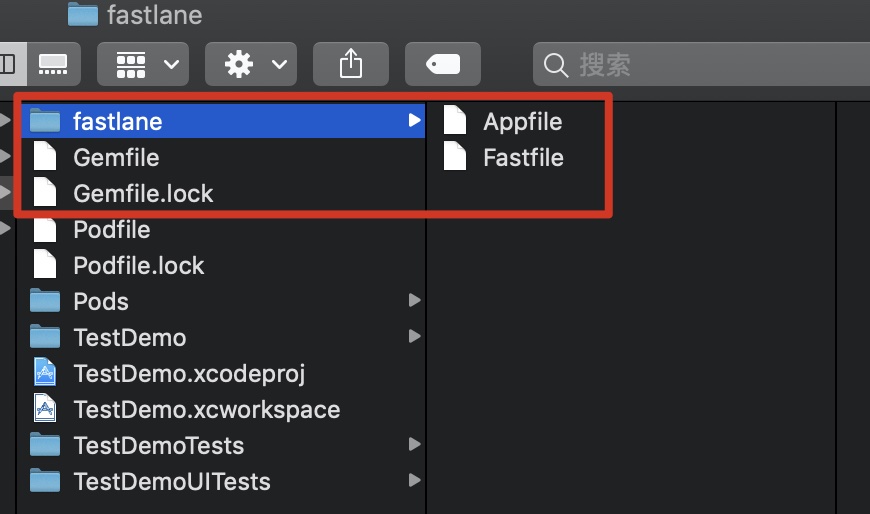 fastlane
搜索
fastlane
Gemfile
Gemfile.lock
Podfile
Podfile.lock
Pods
TestDemo
TestDemo.xcodeproj
TestDemo.xcworkspace
TestDemoTests
TestDemoUITests
Appfile
Fastfile